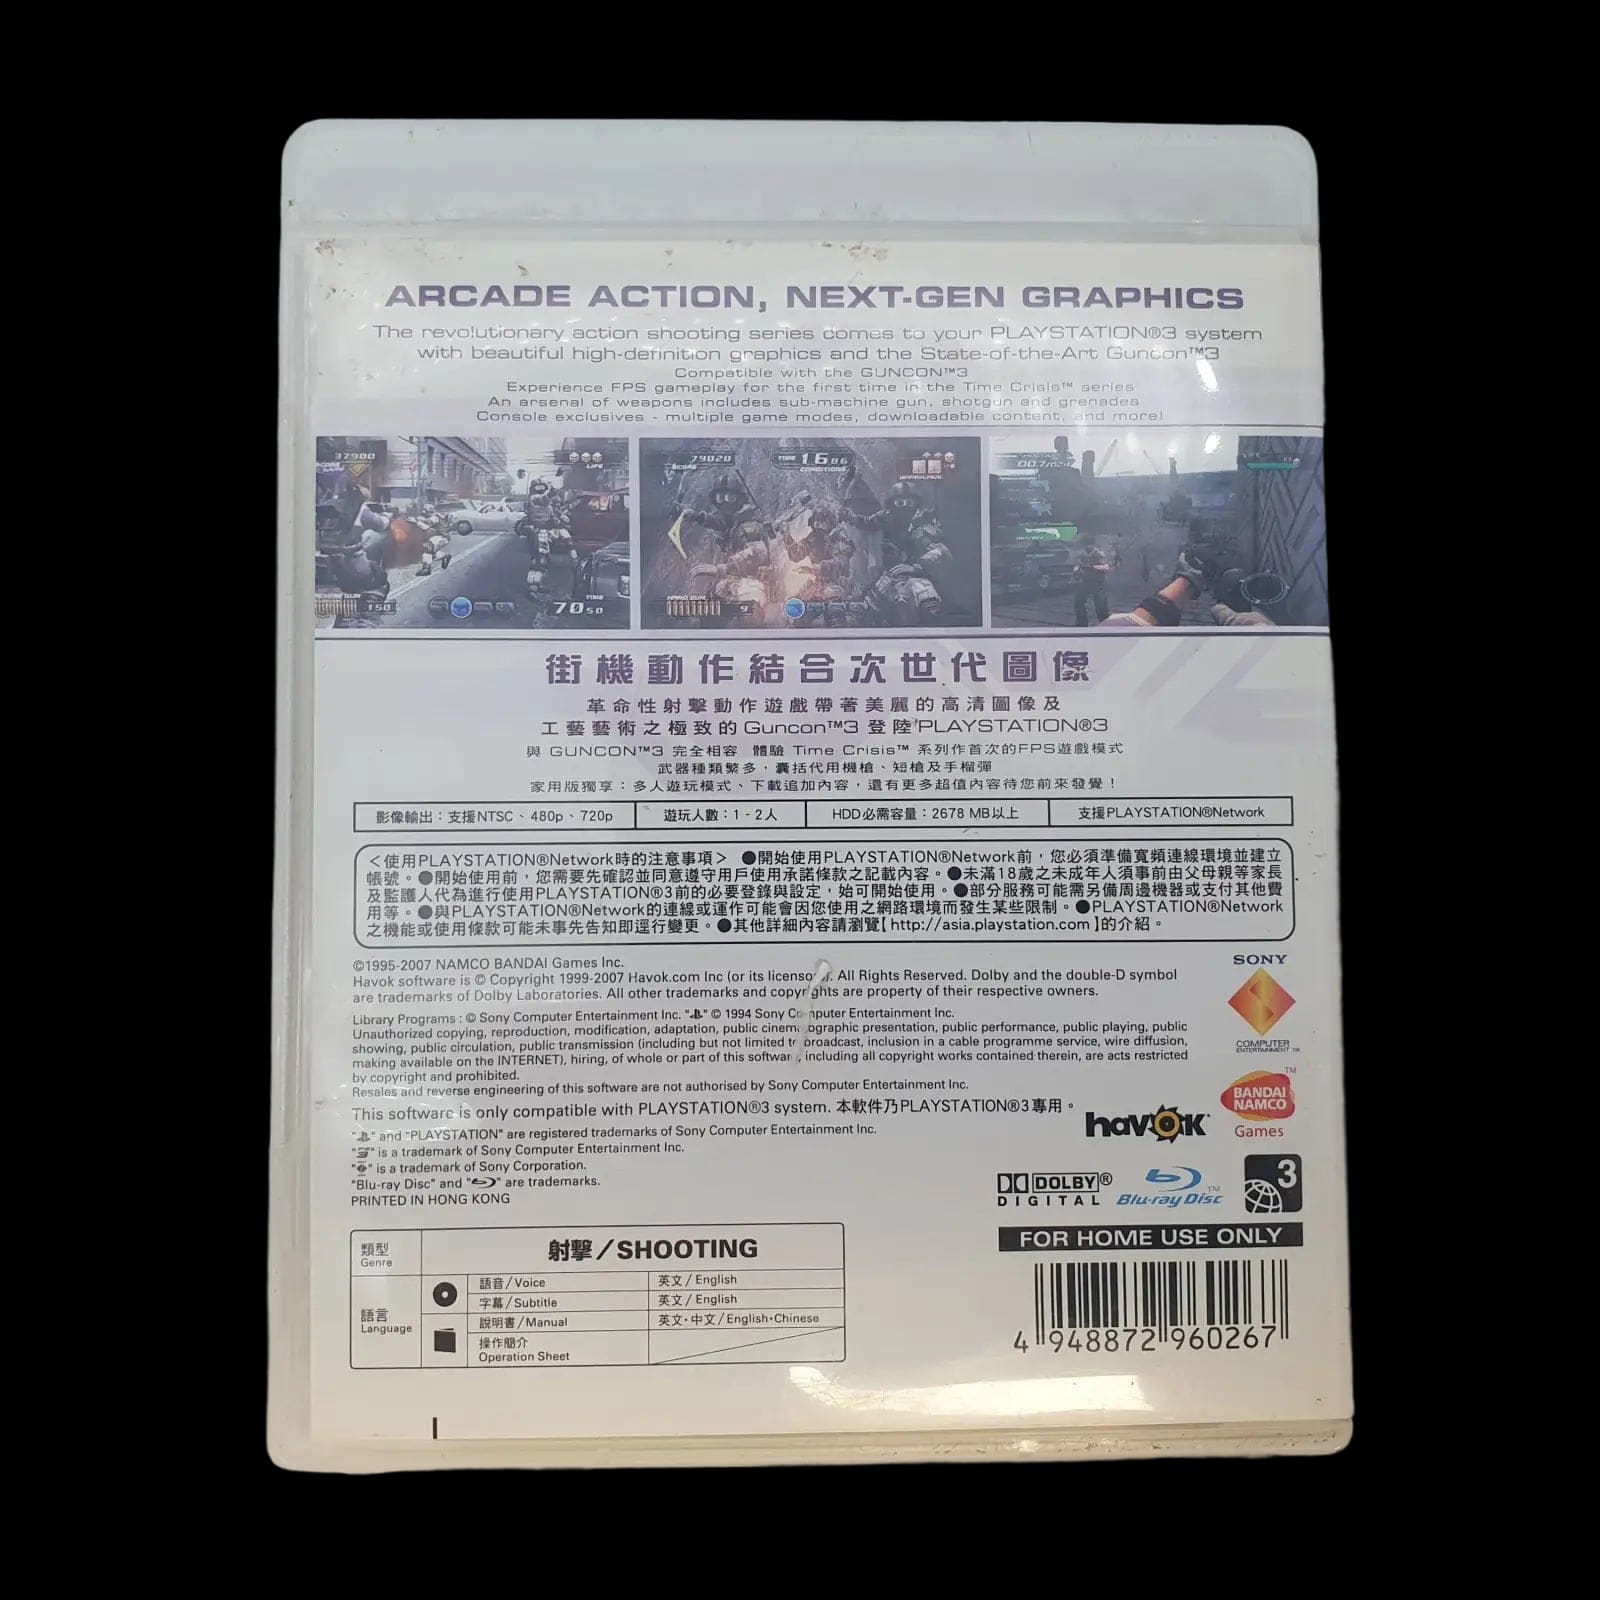 ARCADE ACTION, NEXT-GEN GRAPHICS
The revolutionary action shooting series comes to your PLAYSTATION®3 system
with beautiful high-definition graphics and the State-of-the-Art Guncon™3
Compatible with the GUNCON™3
Experience FPS gameplay for the first time in the Time Crisis™ series
An arsenal of weapons includes sub-machine gun, shotgun and grenades
Console exclusives - multiple game modes, downloadable content, and more!
37900
LIFE
150
TIME
7050
79020
SCORE
TIME 1686
CONDITIONS
HAND GUN
9
街機動作結合次世代圖像
革命性射擊動作遊戲帶著美麗的高清圖像及
工藝藝術之極致的Guncon™3 登陸PLAYSTATION®3
與 GUNCON™3 完全相容 體驗 Time Crisis™ 系列作首次的FPS遊戲模式
武器種類繁多，囊括代用機槍、短槍及手榴彈
家用版獨享：多人遊玩模式、下載追加內容，還有更多超值內容待您前來發覺！
影像輸出：支援NTSC、480p、720p 遊玩人數：1 - 2人 HDD必需容量：2678 MB以上 支援PLAYSTATION®Network
＜使用PLAYSTATION®Network時的注意事項＞ ●開始使用PLAYSTATION®Network前，您必須準備寬頻連線環境並建立
帳號。●開始使用前，您需要先確認並同意遵守用戶使用承諾條款之記載內容。●未滿18歲之未成年人須事前由父母親等家長
及監護人代為進行使用PLAYSTATION®3前的必要登錄與設定，始可開始使用。●部分服務可能需另備周邊機器或支付其他費
用等。●與PLAYSTATION®Network的連線或運作可能會因您使用之網路環境而發生某些限制。●PLAYSTATION®Network
之機能或使用條款可能未事先告知即逕行變更。●其他詳細內容請瀏覽【http://asia.playstation.com】的介紹。
©1995-2007 NAMCO BANDAI Games Inc.
Havok software is © Copyright 1999-2007 Havok.com Inc (or its licensors). All Rights Reserved. Dolby and the double-D symbol
are trademarks of Dolby Laboratories. All other trademarks and copyrights are property of their respective owners.
Library Programs : © Sony Computer Entertainment Inc. "" © 1994 Sony Computer Entertainment Inc.
Unauthorized copying, reproduction, modification, adaptation, public cinematographic presentation, public performance, public playing, public
showing, public circulation, public transmission (including but not limited to broadcast, inclusion in a cable programme service, wire diffusion,
making available on the INTERNET), hiring, of whole or part of this software, including all copyright works contained therein, are acts restricted
by copyright and prohibited.
Resales and reverse engineering of this software are not authorised by Sony Computer Entertainment Inc.
This software is only compatible with PLAYSTATION®3 system. 本軟件乃PLAYSTATION®3專用。
"" and "PLAYSTATION" are registered trademarks of Sony Computer Entertainment Inc.
"" is a trademark of Sony Computer Entertainment Inc.
"" is a trademark of Sony Corporation.
"Blu-ray Disc" and "" are trademarks.
PRINTED IN HONG KONG
SONY
COMPUTER
ENTERTAINMENT™
BANDAI
NAMCO
Games
TM
havok
DOLBY®
DIGITAL
Blu-ray Disc™
3
FOR HOME USE ONLY
類型
Genre
射擊／SHOOTING
語言
Language
語音／Voice 英文／English
字幕／Subtitle 英文／English
說明書／Manual 英文・中文／English・Chinese
操作簡介
Operation Sheet
4 948872 960267